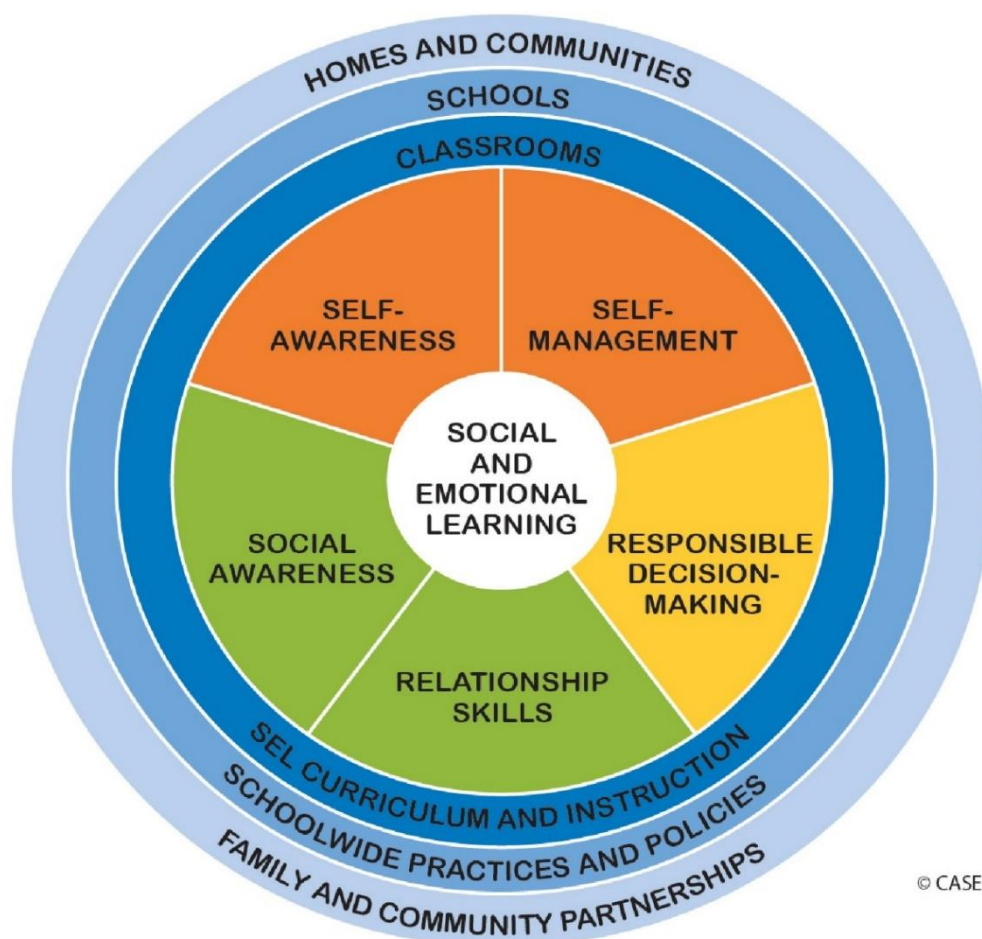 HOMES AND COMMUNITIES
SCHOOLS
CLASSROOMS
SELF-
AWARENESS
SELF-
MANAGEMENT
SOCIAL
AND
EMOTIONAL
LEARNING
SOCIAL
AWARENESS
RESPONSIBLE
DECISION-
MAKING
RELATIONSHIP
SKILLS
SEL CURRICULUM AND INSTRUCTION
SCHOOLWIDE PRACTICES AND POLICIES
FAMILY AND COMMUNITY PARTNERSHIPS
© CASE